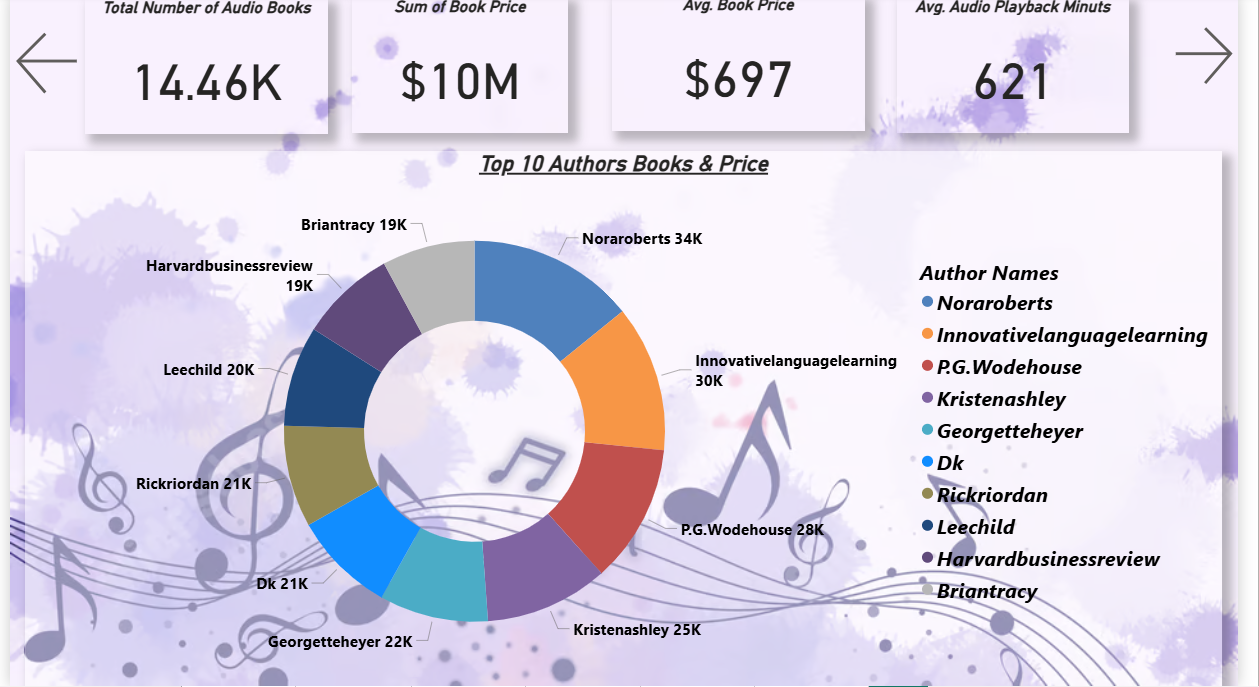 Total Number of Audio Books
14.46K
Sum of Book Price
$10M
Avg. Book Price
$697
Avg. Audio Playback Minuts
621
Top 10 Authors Books & Price
Briantracy 19K
Noraroberts 34K
Harvardbusinessreview
19K
Innovativelanguagelearning
30K
Leechild 20K
Rickriordan 21K
P.G.Wodehouse 28K
Dk 21K
Georgetteheyer 22K
Kristenashley 25K
Author Names
Noraroberts
Innovativelanguagelearning
P.G.Wodehouse
Kristenashley
Georgetteheyer
Dk
Rickriordan
Leechild
Harvardbusinessreview
Briantracy